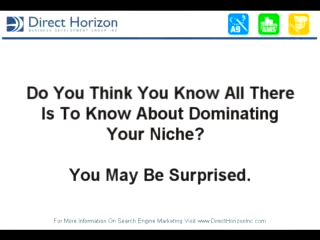 Direct Horizon
BUSINESS DEVELOPMENT GROUP INC
Do You Think You Know All There
Is To Know About Dominating
Your Niche?
You May Be Surprised.
For More Information On Search Engine Marketing Visit www.DirectHorizonInc.com